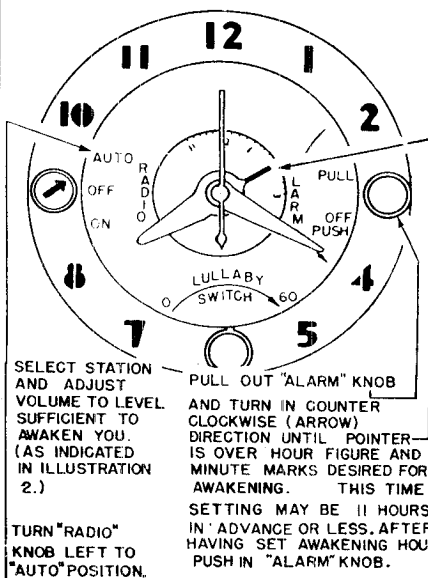 12
11
1
10
2
AUTO
RADIO
OFF
ON
ALARM
PULL
OFF
PUSH
8
4
LULLABY
SWITCH
0
60
7
5
SELECT STATION
AND ADJUST
VOLUME TO LEVEL
SUFFICIENT TO
AWAKEN YOU.
(AS INDICATED
IN ILLUSTRATION
2.)
TURN "RADIO"
KNOB LEFT TO
"AUTO" POSITION.
PULL OUT "ALARM" KNOB
AND TURN IN COUNTER
CLOCKWISE (ARROW)
DIRECTION UNTIL POINTER
IS OVER HOUR FIGURE AND
MINUTE MARKS DESIRED FOR
AWAKENING. THIS TIME
SETTING MAY BE 11 HOURS
IN ADVANCE OR LESS. AFTER
HAVING SET AWAKENING HOU
PUSH IN "ALARM" KNOB.